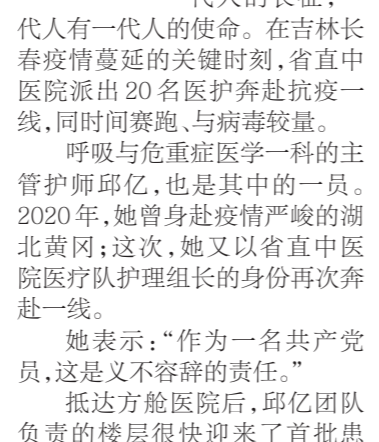 代人的长征，
代人有一代人的使命。在吉林长
春疫情蔓延的关键时刻，省直中
医院派出20名医护奔赴抗疫一
线，同时间赛跑、与病毒较量。
呼吸与危重症医学一科的主
管护师邱亿，也是其中的一员。
2020年，她曾身赴疫情严峻的湖
北黄冈；这次，她又以省直中医
院医疗队护理组长的身份再次奔
赴一线。
她表示：“作为一名共产党
员，这是义不容辞的责任。”
抵达方舱医院后，邱亿团队
负责的楼层很快迎来了首批患